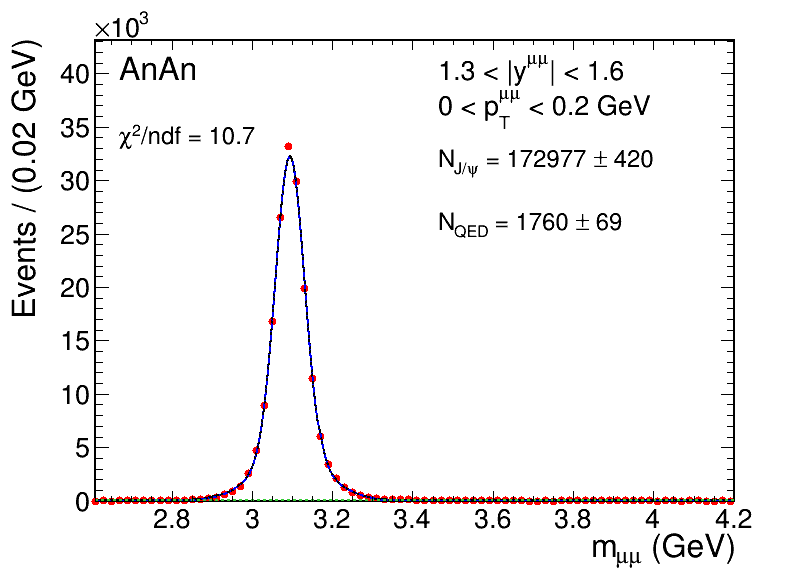 ×10³
AnAn
1.3 < |y^μμ| < 1.6
0 < p_T^μμ < 0.2 GeV
χ²/ndf = 10.7
N_J/ψ = 172977 ± 420
N_QED = 1760 ± 69
Events / (0.02 GeV)
40
35
30
25
20
15
10
5
0
2.8 3 3.2 3.4 3.6 3.8 4 4.2
m_μμ (GeV)